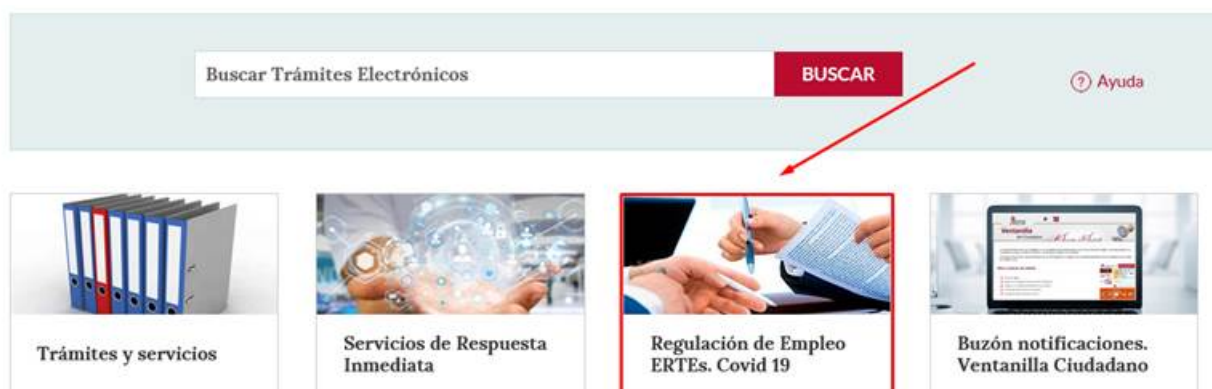 Buscar Trámites Electrónicos
BUSCAR
? Ayuda
Trámites y servicios
Servicios de Respuesta
Inmediata
Regulación de Empleo
ERTEs. Covid 19
Buzón notificaciones.
Ventanilla Ciudadano
Ventanilla